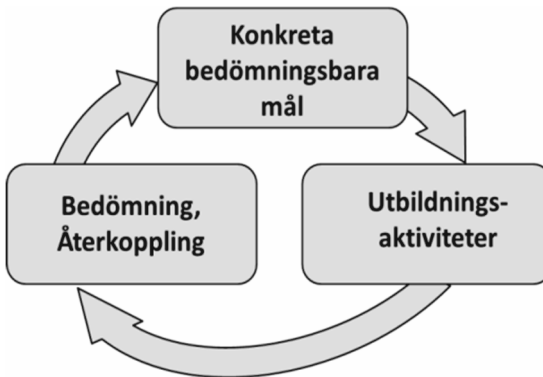 Konkreta
bedömningsbara
mål
Bedömning,
Återkoppling
Utbildnings-
aktiviteter